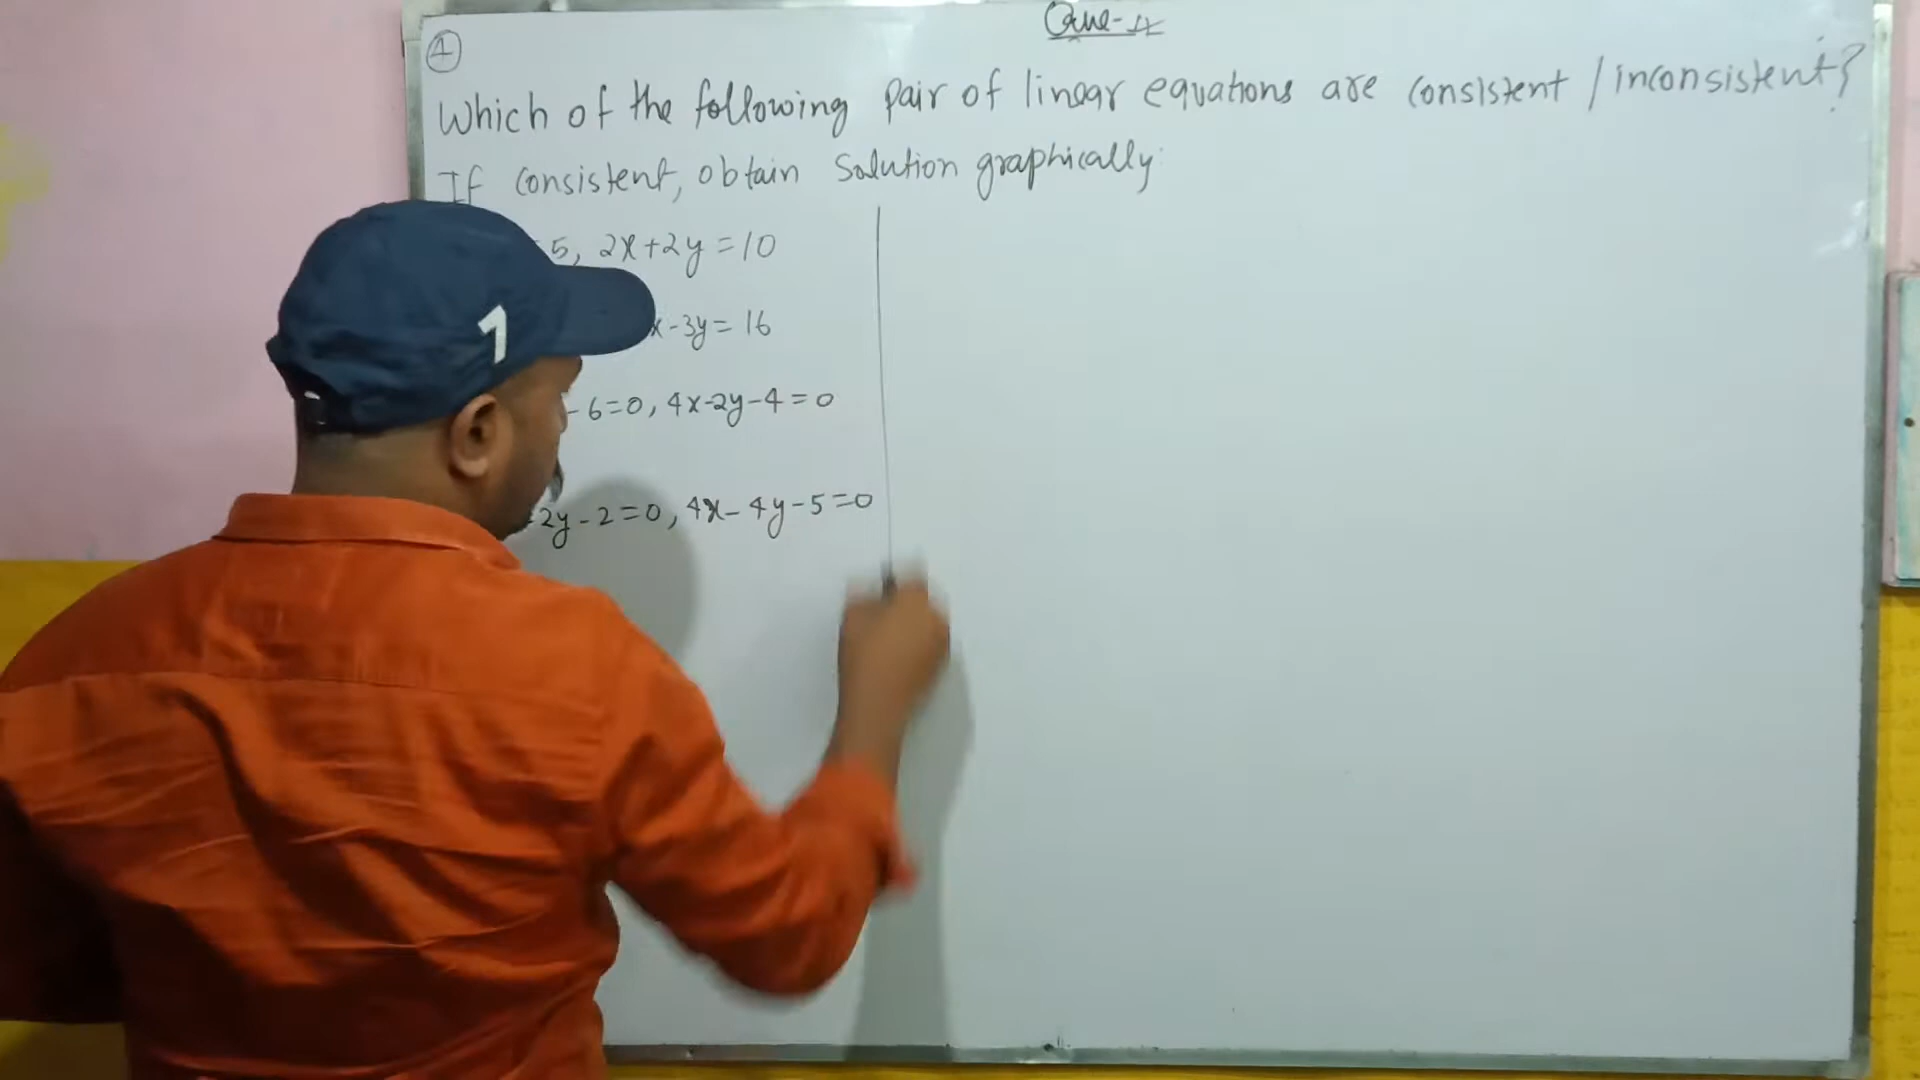 Que-4
④
Which of the following pair of linear equations are consistent / inconsistent?
If consistent, obtain solution graphically.
5, 2x+2y=10
x-3y=16
-6=0, 4x-2y-4=0
2y-2=0, 4x-4y-5=0
1